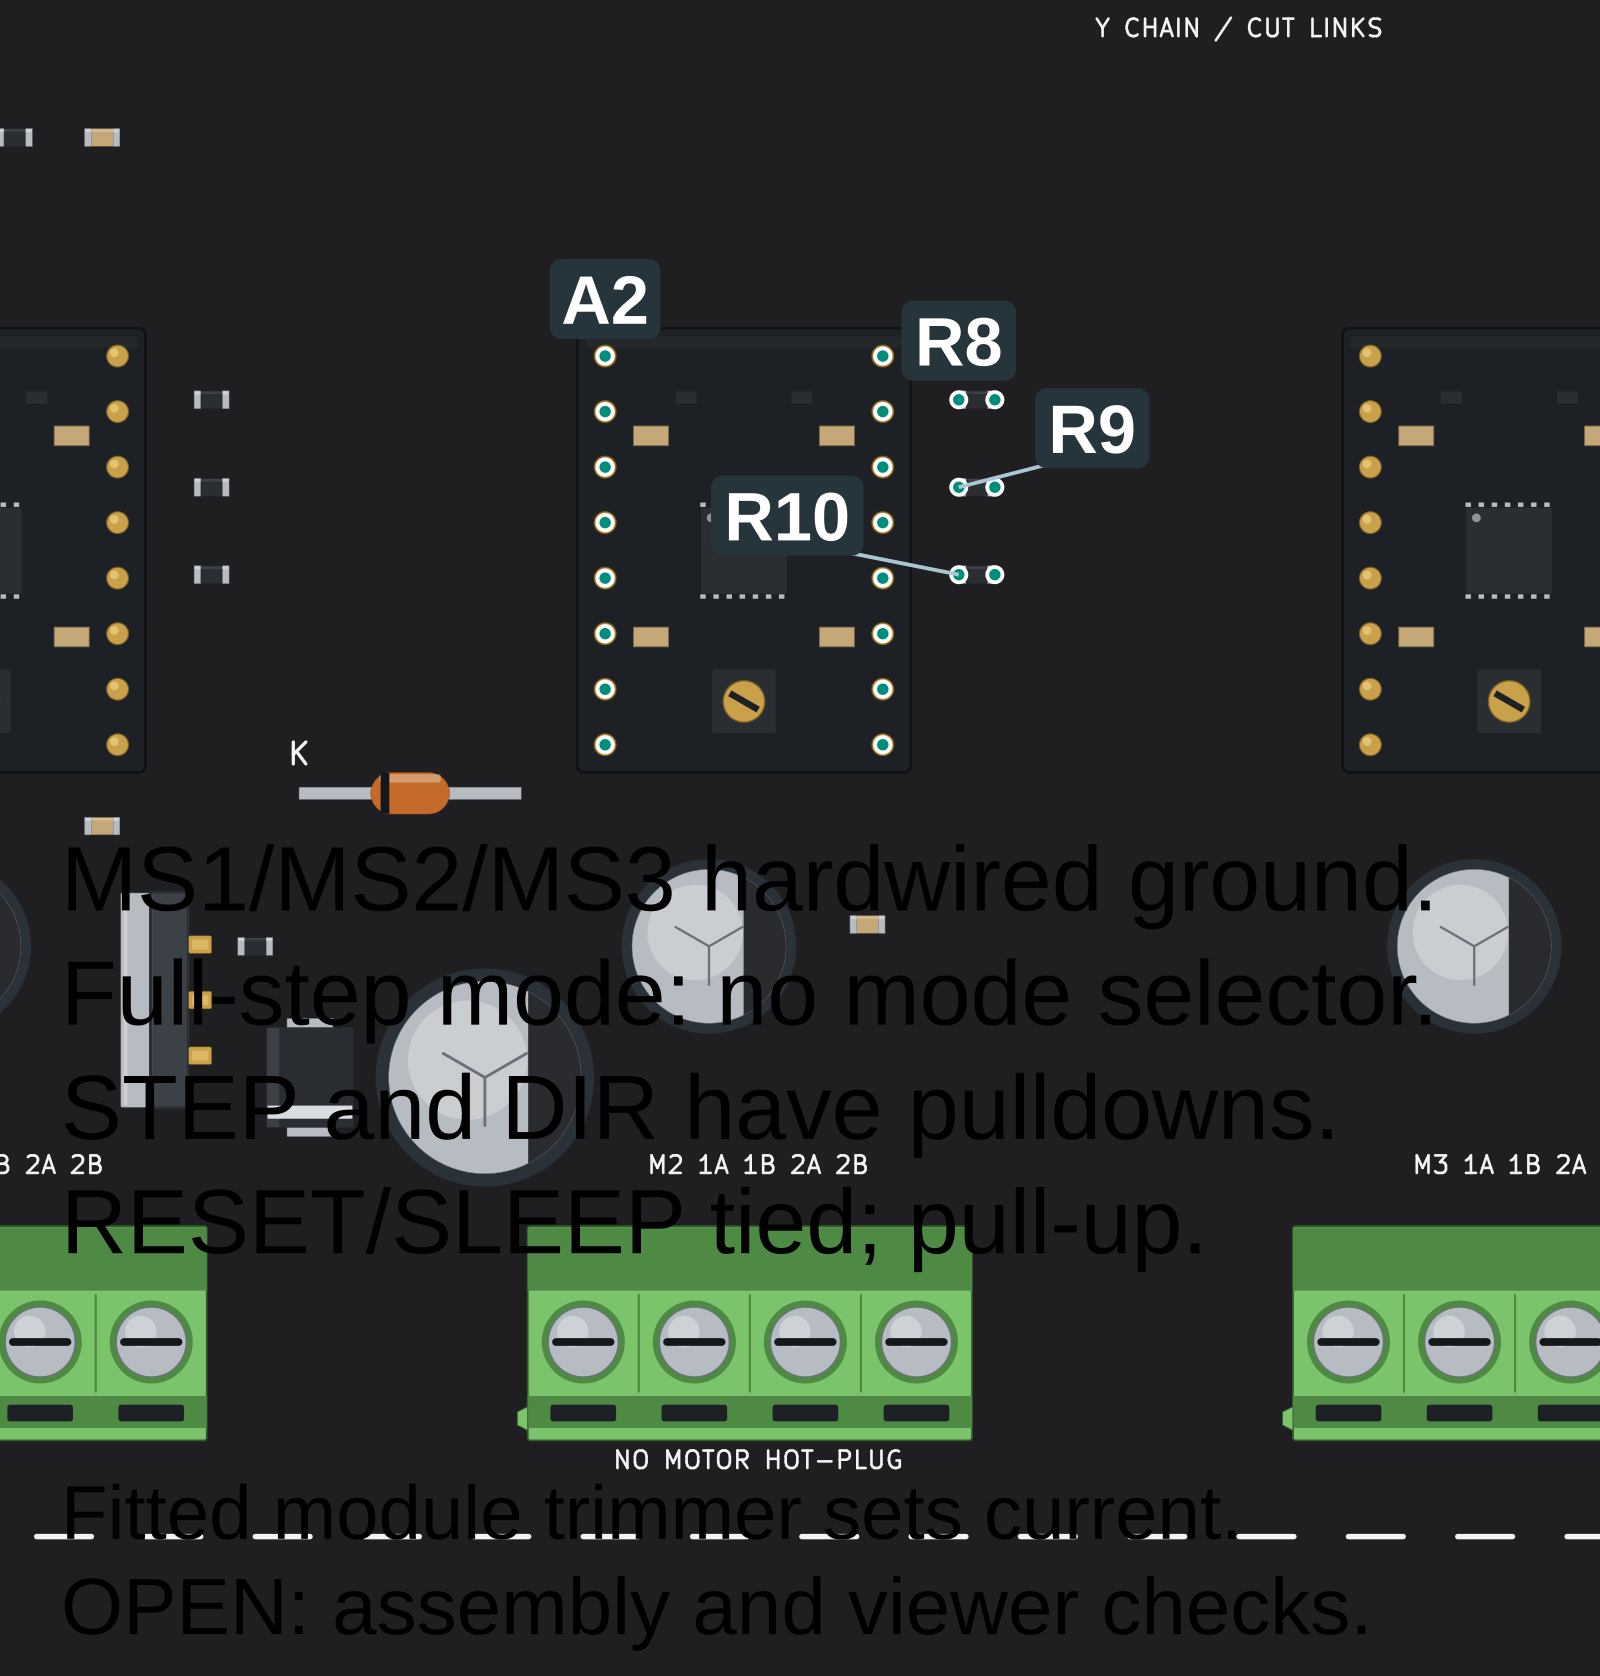 Y CHAIN / CUT LINKS
A2
R8
R9
R10
K
MS1/MS2/MS3 hardwired ground.
Full-step mode: no mode selector.
STEP and DIR have pulldowns.
B 2A 2B
M2 1A 1B 2A 2B
M3 1A 1B 2A
RESET/SLEEP tied; pull-up.
NO MOTOR HOT-PLUG
Fitted module trimmer sets current.
OPEN: assembly and viewer checks.